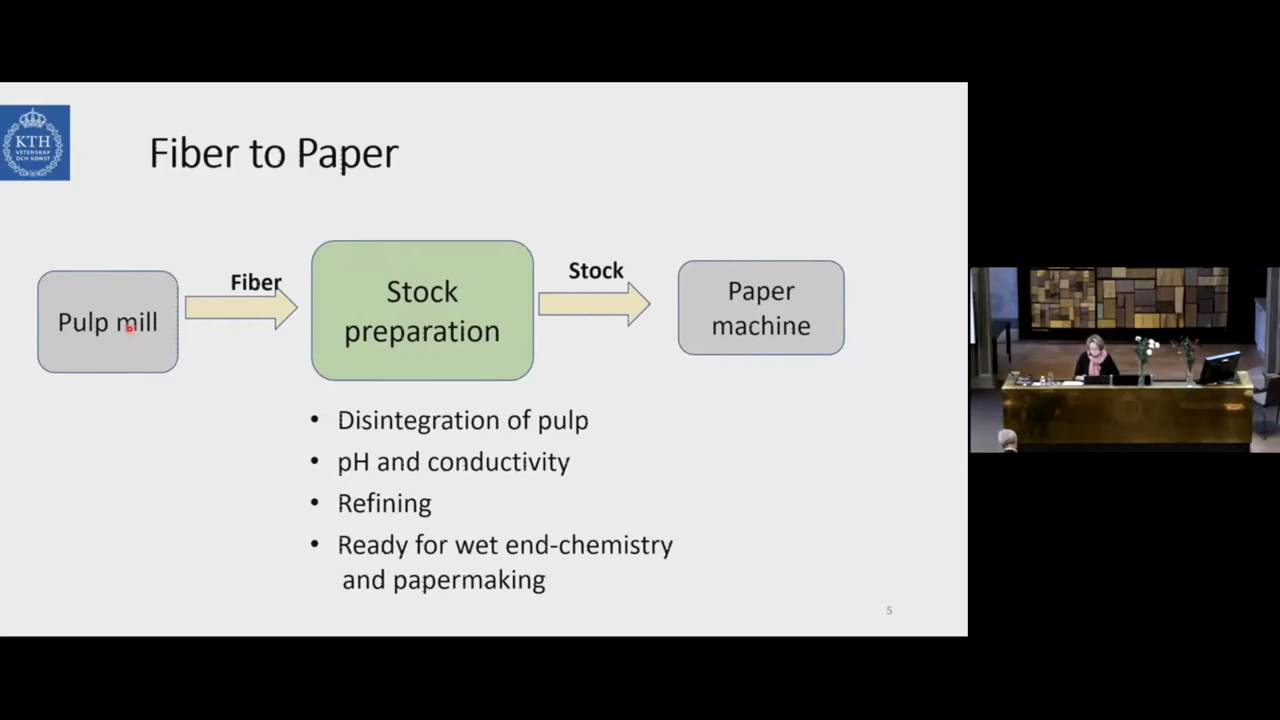 KTH
VETENSKAP
OCH KONST
Fiber to Paper
Pulp mill
Fiber
Stock
preparation
Stock
Paper
machine
• Disintegration of pulp
• pH and conductivity
• Refining
• Ready for wet end-chemistry
and papermaking
5